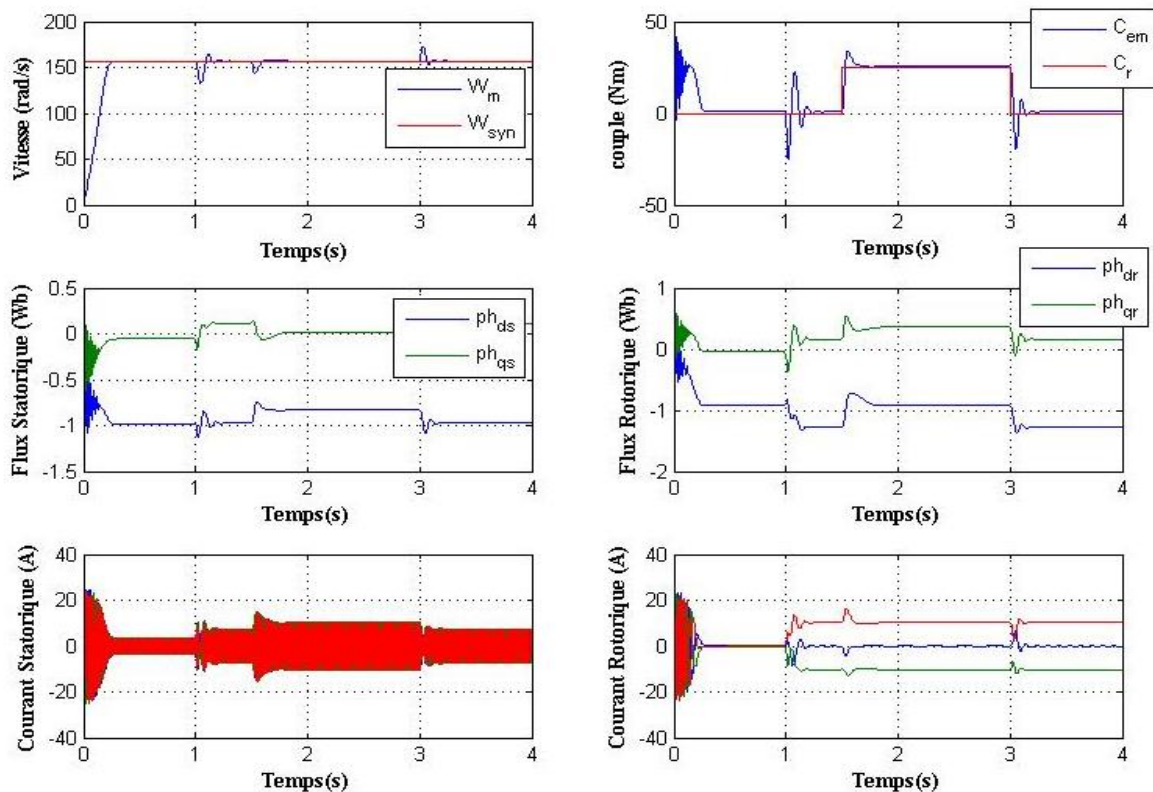 Vitesse (rad/s)
200
150
100
50
0
0
1
2
3
4
Temps(s)
W_m
W_syn
couple (Nm)
50
0
-50
0
1
2
3
4
Temps(s)
C_em
C_r
Flux Statorique (Wb)
0.5
0
-0.5
-1
-1.5
0
1
2
3
4
Temps(s)
ph_ds
ph_qs
Flux Rotorique (Wb)
1
0
-1
-2
0
1
2
3
4
Temps(s)
ph_dr
ph_qr
Courant Statorique (A)
40
20
0
-20
-40
0
1
2
3
4
Temps(s)
Courant Rotorique (A)
40
20
0
-20
-40
0
1
2
3
4
Temps(s)